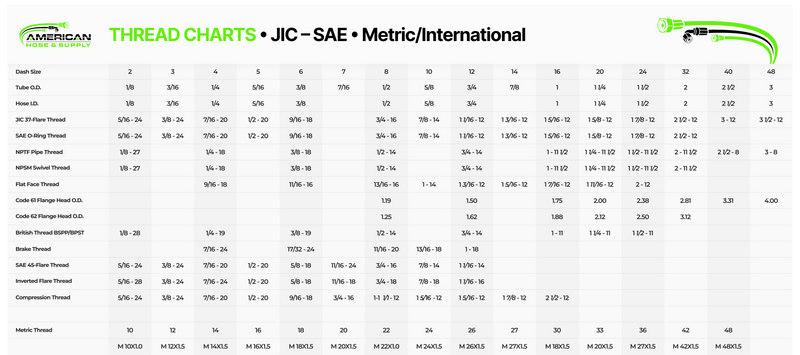 AMERICAN
HOSE & SUPPLY
THREAD CHARTS • JIC – SAE • Metric/International
Dash Size 2 3 4 5 6 7 8 10 12 14 16 20 24 32 40 48
Tube O.D. 1/8 3/16 1/4 5/16 3/8 7/16 1/2 5/8 3/4 7/8 1 1 1/4 1 1/2 2 2 1/2 3
Hose I.D. 1/8 3/16 1/4 5/16 3/8 1/2 5/8 3/4 1 1 1/4 1 1/2 2 2 1/2 3
JIC 37-Flare Thread 5/16 - 24 3/8 - 24 7/16 - 20 1/2 - 20 9/16 - 18 3/4 - 16 7/8 - 14 1 1/16 - 12 1 3/16 - 12 1 5/16 - 12 1 5/8 - 12 1 7/8 - 12 2 1/2 - 12 3 - 12 3 1/2 - 12
SAE O-Ring Thread 5/16 - 24 3/8 - 24 7/16 - 20 1/2 - 20 9/16 - 18 3/4 - 16 7/8 - 14 1 1/16 - 12 1 3/16 - 12 1 5/16 - 12 1 5/8 - 12 1 7/8 - 12 2 1/2 - 12
NPTF Pipe Thread 1/8 - 27 1/4 - 18 3/8 - 18 1/2 - 14 3/4 - 14 1 - 11 1/2 1 1/4 - 11 1/2 1 1/2 - 11 1/2 2 - 11 1/2 2 1/2 - 8 3 - 8
NPSM Swivel Thread 1/8 - 27 1/4 - 18 3/8 - 18 1/2 - 14 3/4 - 14 1 - 11 1/2 1 1/4 - 11 1/2 1 1/2 - 11 1/2 2 - 11 1/2
Flat Face Thread 9/16 - 18 11/16 - 16 13/16 - 16 1 - 14 1 3/16 - 12 1 5/16 - 12 1 7/16 - 12 1 11/16 - 12 2 - 12
Code 61 Flange Head O.D. 1.19 1.50 1.75 2.00 2.38 2.81 3.31 4.00
Code 62 Flange Head O.D. 1.25 1.62 1.88 2.12 2.50 3.12
British Thread BSPP/BPST 1/8 - 28 1/4 - 19 3/8 - 19 1/2 - 14 3/4 - 14 1 - 11 1 1/4 - 11 1 1/2 - 11
Brake Thread 7/16 - 24 17/32 - 24 11/16 - 20 13/16 - 18 1 - 18
SAE 45-Flare Thread 5/16 - 24 3/8 - 24 7/16 - 20 1/2 - 20 5/8 - 18 11/16 - 24 3/4 - 16 7/8 - 14 1 1/16 - 14
Inverted Flare Thread 5/16 - 28 3/8 - 24 7/16 - 24 1/2 - 20 5/8 - 18 11/16 - 18 3/4 - 18 7/8 - 18 1 1/16 - 16
Compression Thread 5/16 - 24 3/8 - 24 7/16 - 20 1/2 - 20 9/16 - 18 3/4 - 16 1-1 1/1 - 12 1 5/16 - 12 1 5/16 - 12 1 7/8 - 12 2 1/2 - 12
Metric Thread 10 12 14 16 18 20 22 24 26 27 30 33 36 42 48
M 10X1.0 M 12X1.5 M 14X1.5 M 16X1.5 M 18X1.5 M 20X1.5 M 22X1.0 M 24X1.5 M 26X1.5 M 27X1.5 M 18X1.5 M 20X1.5 M 27X1.5 M 42X1.5 M 48X1.5